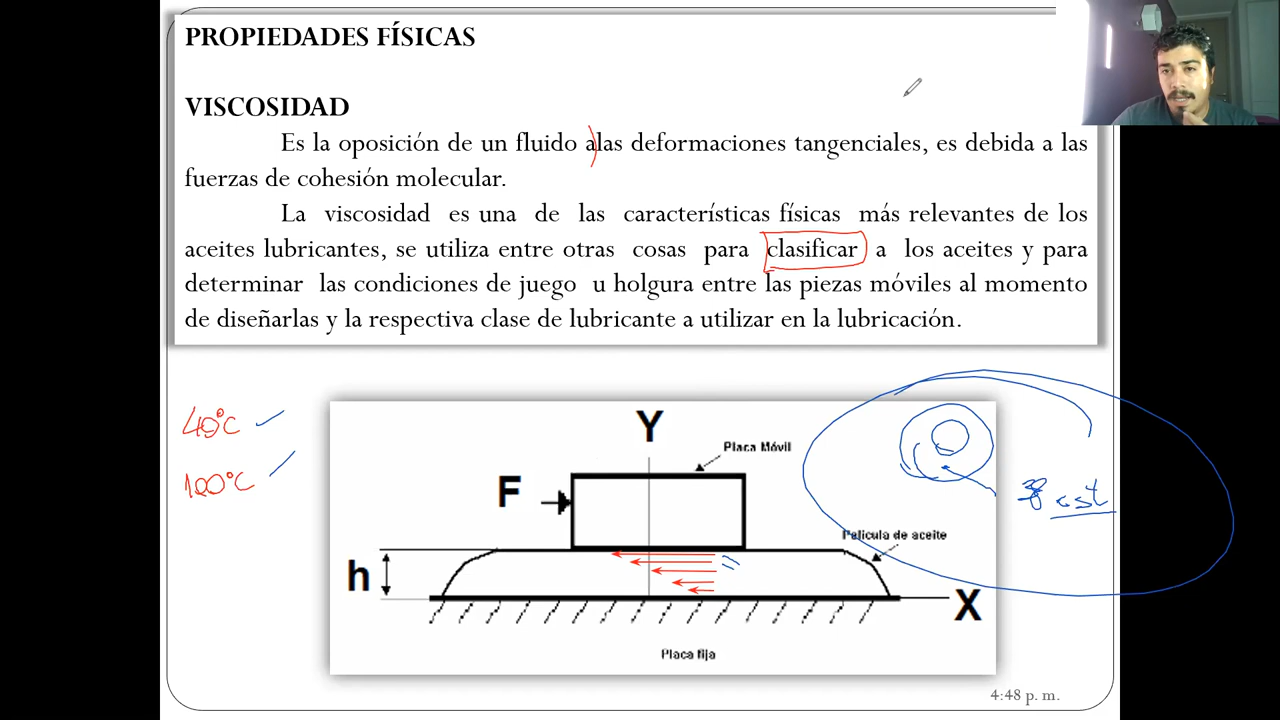 PROPIEDADES FÍSICAS
VISCOSIDAD
Es la oposición de un fluido a las deformaciones tangenciales, es debida a las
fuerzas de cohesión molecular.
La viscosidad es una de las características físicas más relevantes de los
aceites lubricantes, se utiliza entre otras cosas para clasificar a los aceites y para
determinar las condiciones de juego u holgura entre las piezas móviles al momento
de diseñarlas y la respectiva clase de lubricante a utilizar en la lubricación.
40°C
100°C
Y
Placa Móvil
F
cst
Pelicula de aceite
h
X
Placa fija
4:48 p. m.